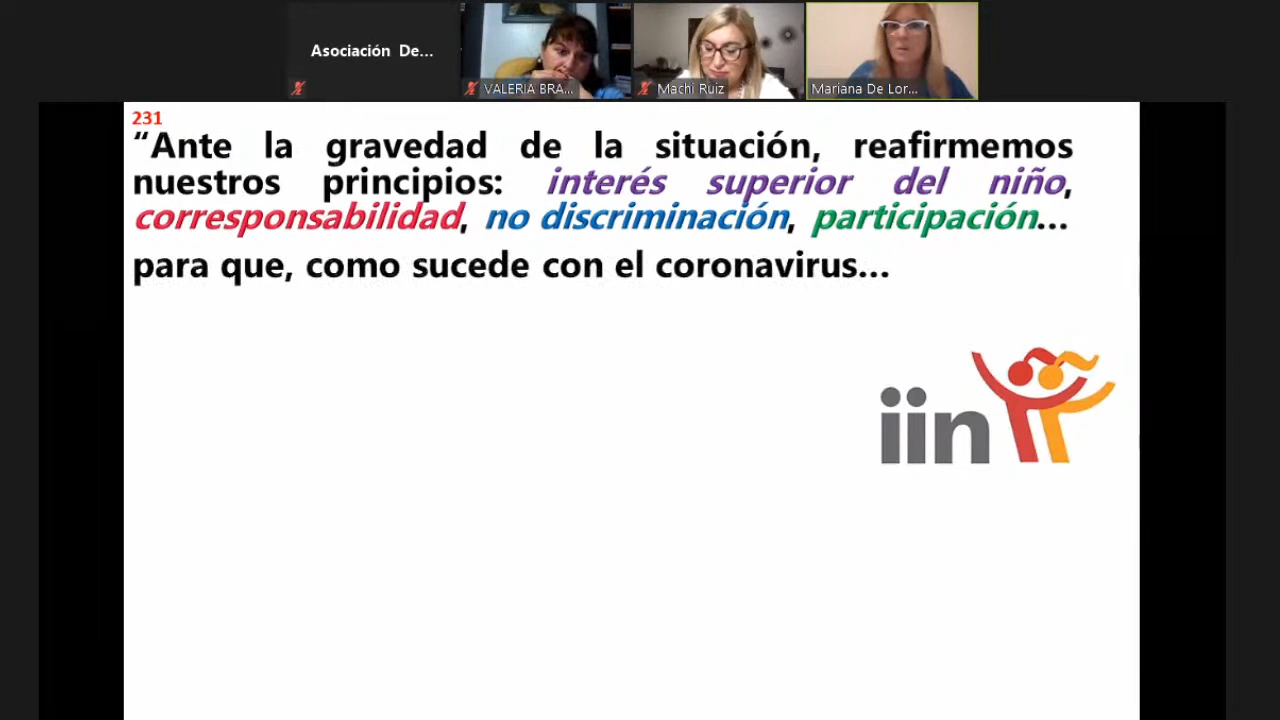 Asociación De...
VALERIA BRA...
Machi Ruiz
Mariana De Lor...
231
“Ante la gravedad de la situación, reafirmemos
nuestros principios: interés superior del niño,
corresponsabilidad, no discriminación, participación...
para que, como sucede con el coronavirus...
iin